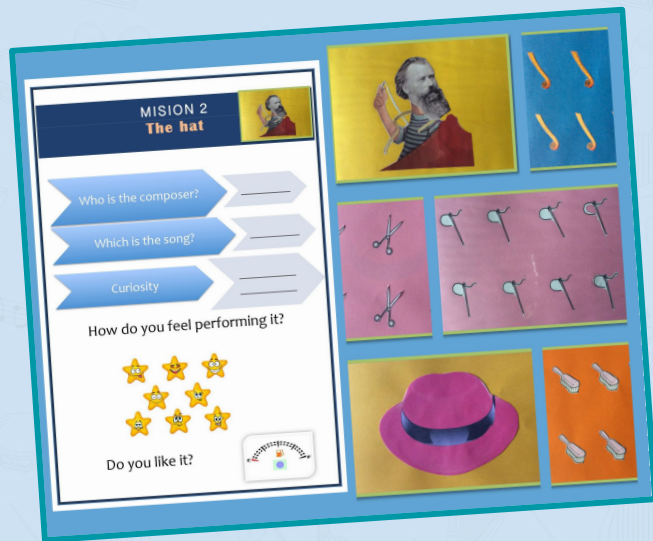 MISION 2
The hat
Who is the composer?
Which is the song?
Curiosity
How do you feel performing it?
Do you like it?